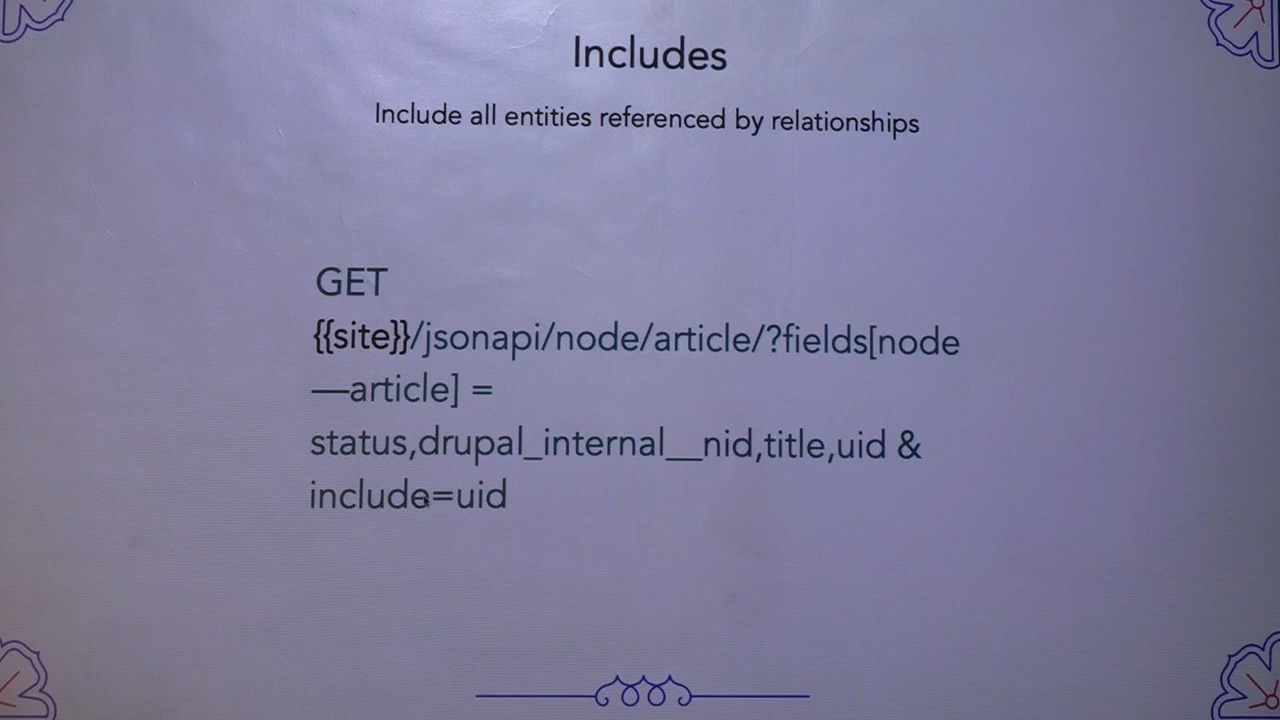 Includes
Include all entities referenced by relationships
GET
{{site}}/jsonapi/node/article/?fields[node
—article] =
status,drupal_internal__nid,title,uid &
include=uid